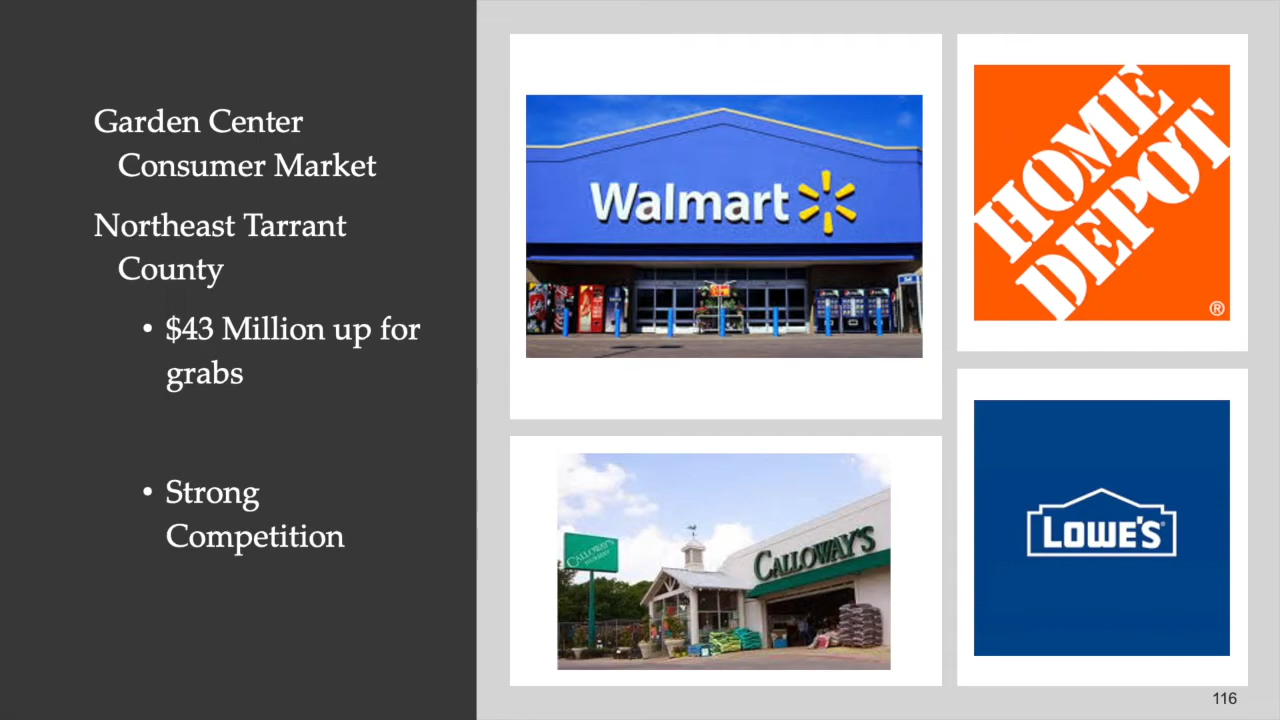 Garden Center
Consumer Market
Northeast Tarrant
County
• $43 Million up for
grabs
• Strong
Competition
Walmart
HOME
DEPOT
®
CALLOWAY'S
CALLOWAY'S
LOWE'S
116